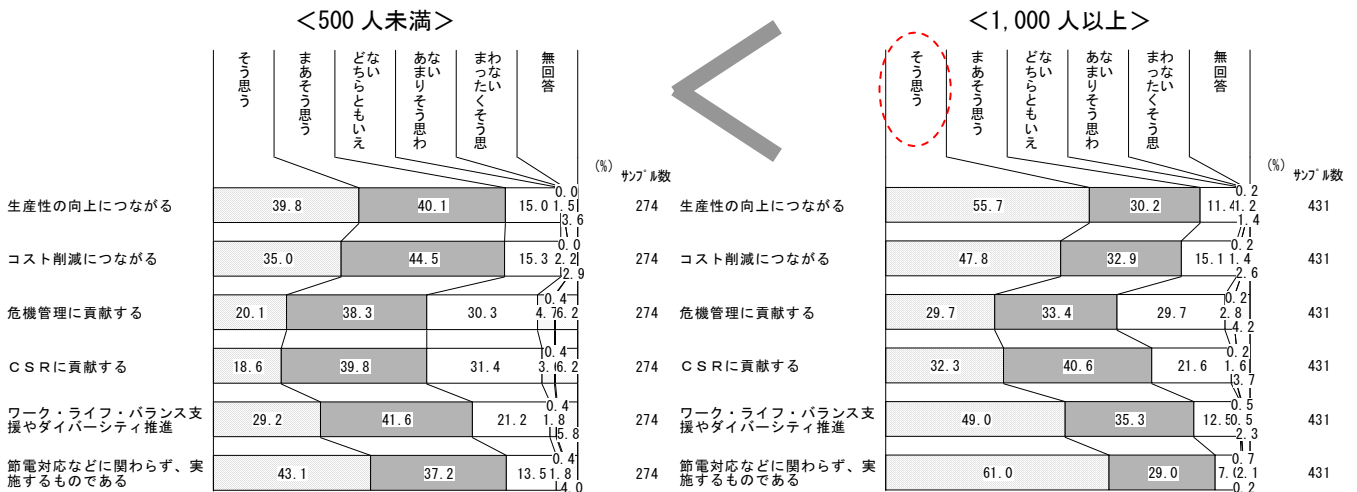 ＜500 人未満＞
そう思う
まあそう思う
どちらともいえ
ない
あまりそう思わ
ない
まったくそう思
わない
無回答
(%)
ｻﾝﾌﾟﾙ数
生産性の向上につながる
39.8
40.1
15.0
1.5
0.0
3.6
274
コスト削減につながる
35.0
44.5
15.3
2.2
0.0
2.9
274
危機管理に貢献する
20.1
38.3
30.3
0.4
6.2
274
ＣＳＲに貢献する
18.6
39.8
31.4
0.4
6.2
274
ワーク・ライフ・バランス支
援やダイバーシティ推進
29.2
41.6
21.2
1.8
0.4
5.8
274
節電対応などに関わらず、実
施するものである
43.1
37.2
13.5
1.8
0.4
4.0
274
＜1,000 人以上＞
そう思う
まあそう思う
どちらともいえ
ない
あまりそう思わ
ない
まったくそう思
わない
無回答
(%)
ｻﾝﾌﾟﾙ数
生産性の向上につながる
55.7
30.2
11.4
1.2
0.2
1.4
431
コスト削減につながる
47.8
32.9
15.1
1.4
0.2
2.6
431
危機管理に貢献する
29.7
33.4
29.7
2.8
0.2
4.2
431
ＣＳＲに貢献する
32.3
40.6
21.6
1.6
0.2
3.7
431
ワーク・ライフ・バランス支
援やダイバーシティ推進
49.0
35.3
12.5
0.5
0.5
2.3
431
節電対応などに関わらず、実
施するものである
61.0
29.0
2.1
0.7
0.2
431